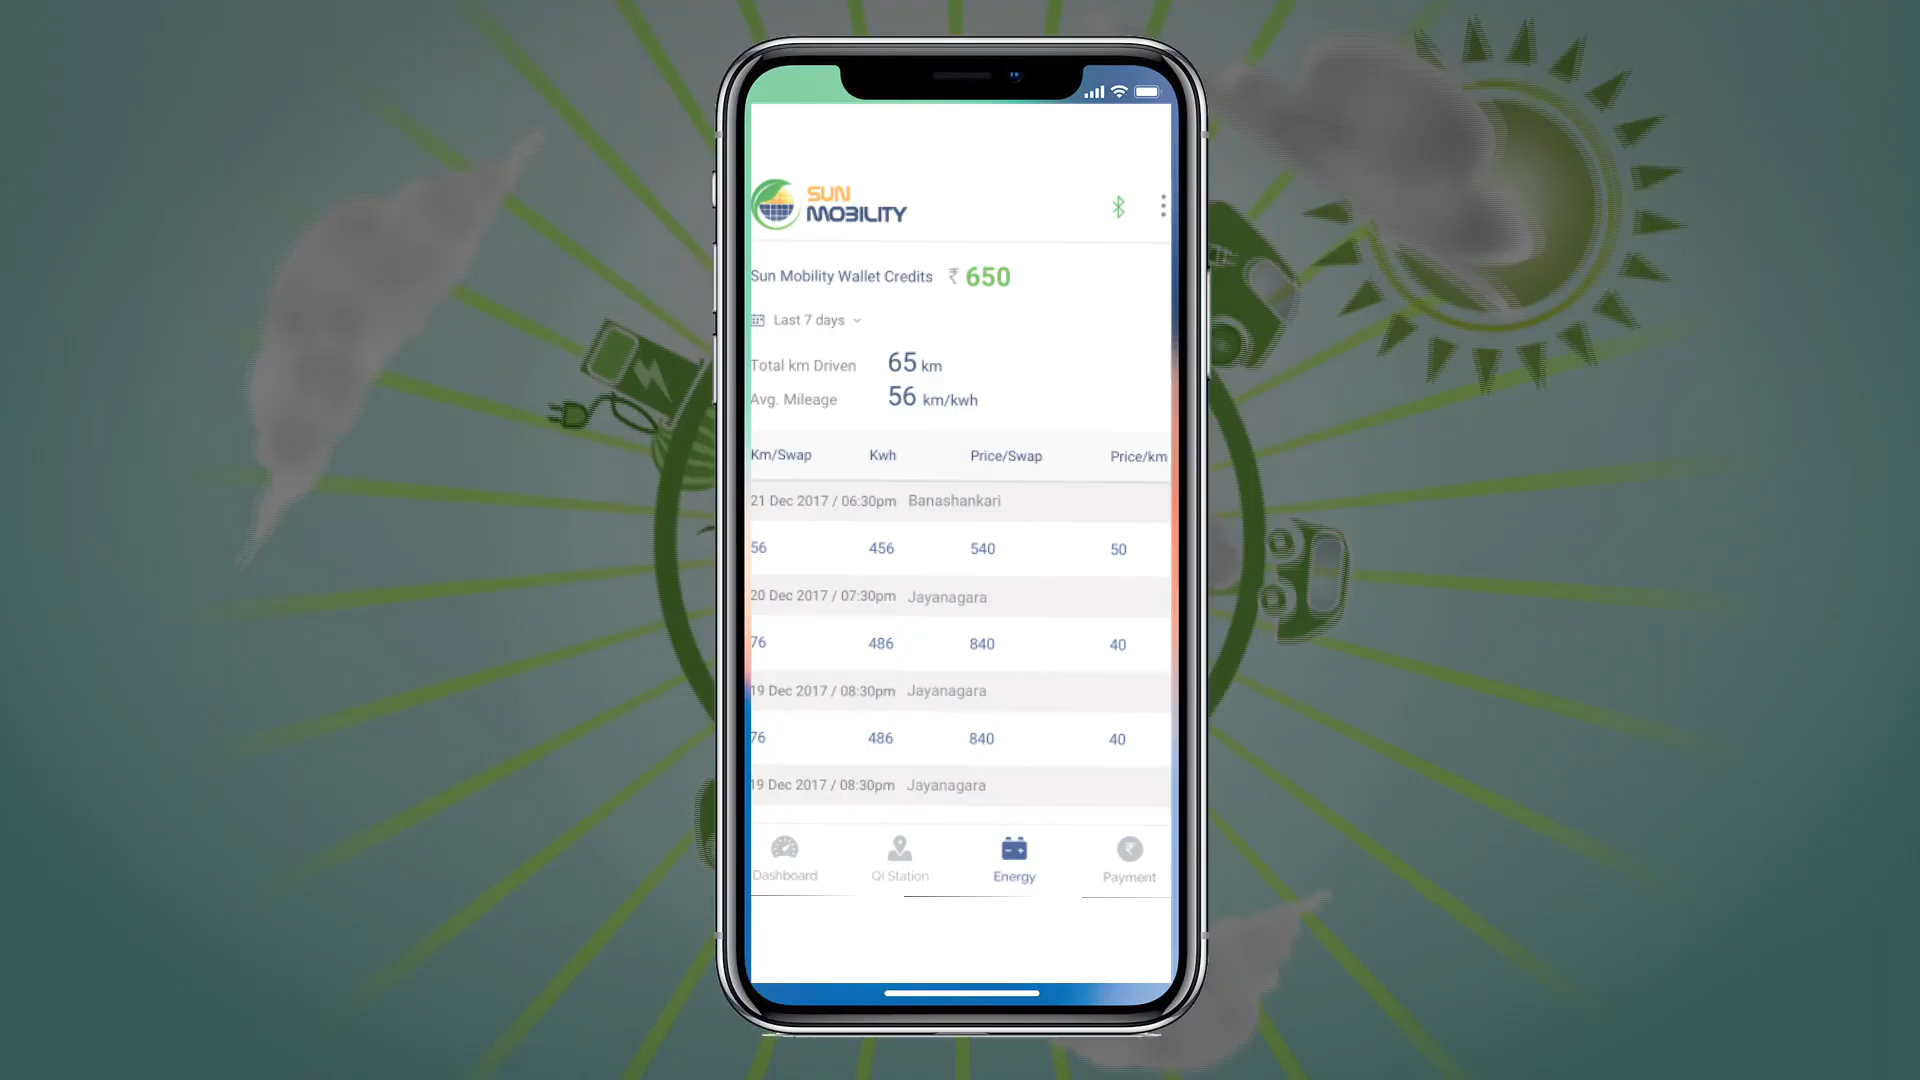 SUN
MOBILITY
Sun Mobility Wallet Credits ₹ 650
Last 7 days
Total km Driven 65 km
Avg. Mileage 56 km/kwh
Km/Swap Kwh Price/Swap Price/km
21 Dec 2017 / 06:30pm Banashankari
56 456 540 50
20 Dec 2017 / 07:30pm Jayanagara
76 486 840 40
19 Dec 2017 / 08:30pm Jayanagara
76 486 840 40
19 Dec 2017 / 08:30pm Jayanagara
Dashboard QI Station Energy Payment